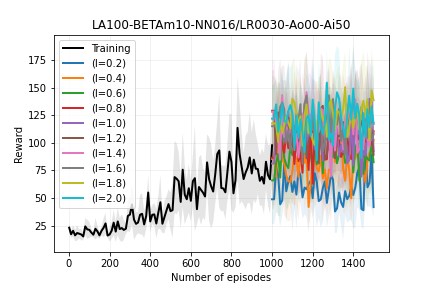 LA100-BETAm10-NN016/LR0030-Ao00-Ai50
Reward
175
150
125
100
75
50
25
Training
(l=0.2)
(l=0.4)
(l=0.6)
(l=0.8)
(l=1.0)
(l=1.2)
(l=1.4)
(l=1.6)
(l=1.8)
(l=2.0)
0 200 400 600 800 1000 1200 1400
Number of episodes